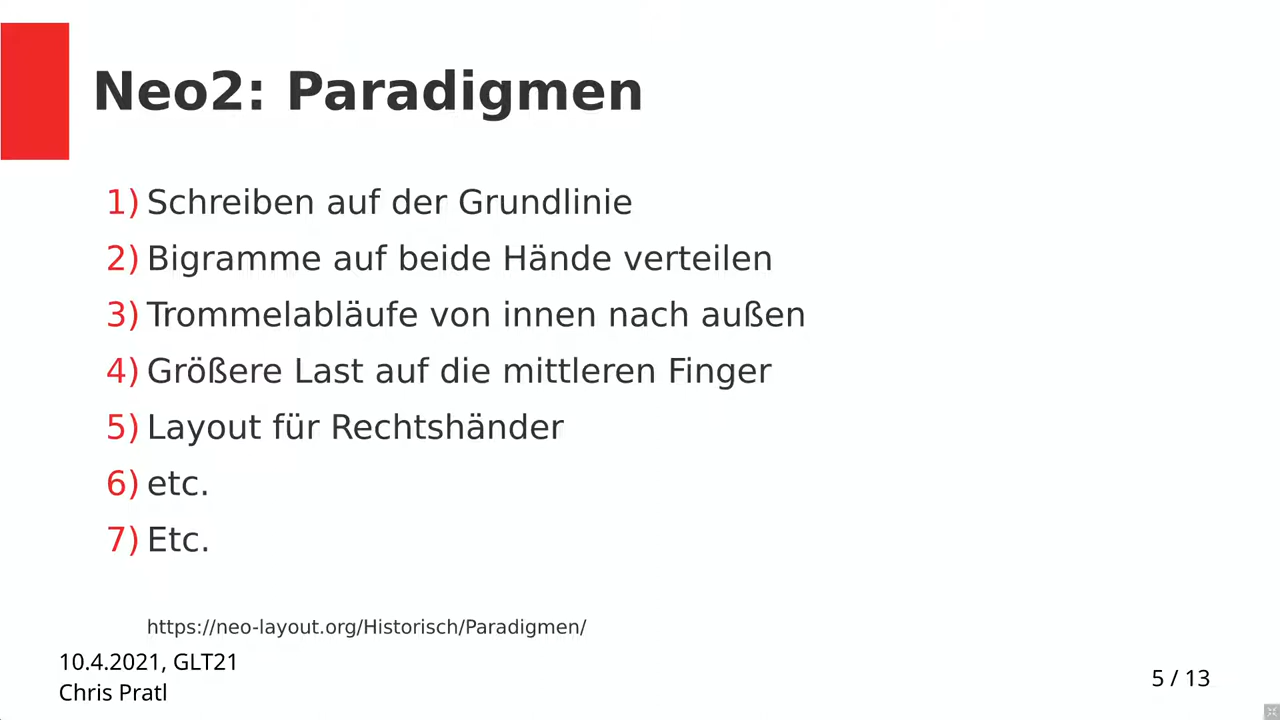 Neo2: Paradigmen
1) Schreiben auf der Grundlinie
2) Bigramme auf beide Hände verteilen
3) Trommelabläufe von innen nach außen
4) Größere Last auf die mittleren Finger
5) Layout für Rechtshänder
6) etc.
7) Etc.
https://neo-layout.org/Historisch/Paradigmen/
10.4.2021, GLT21
Chris Pratl
5 / 13